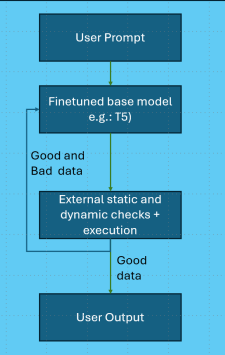 User Prompt
Finetuned base model
e.g.: T5)
Good and
Bad data
External static and
dynamic checks +
execution
Good
data
User Output